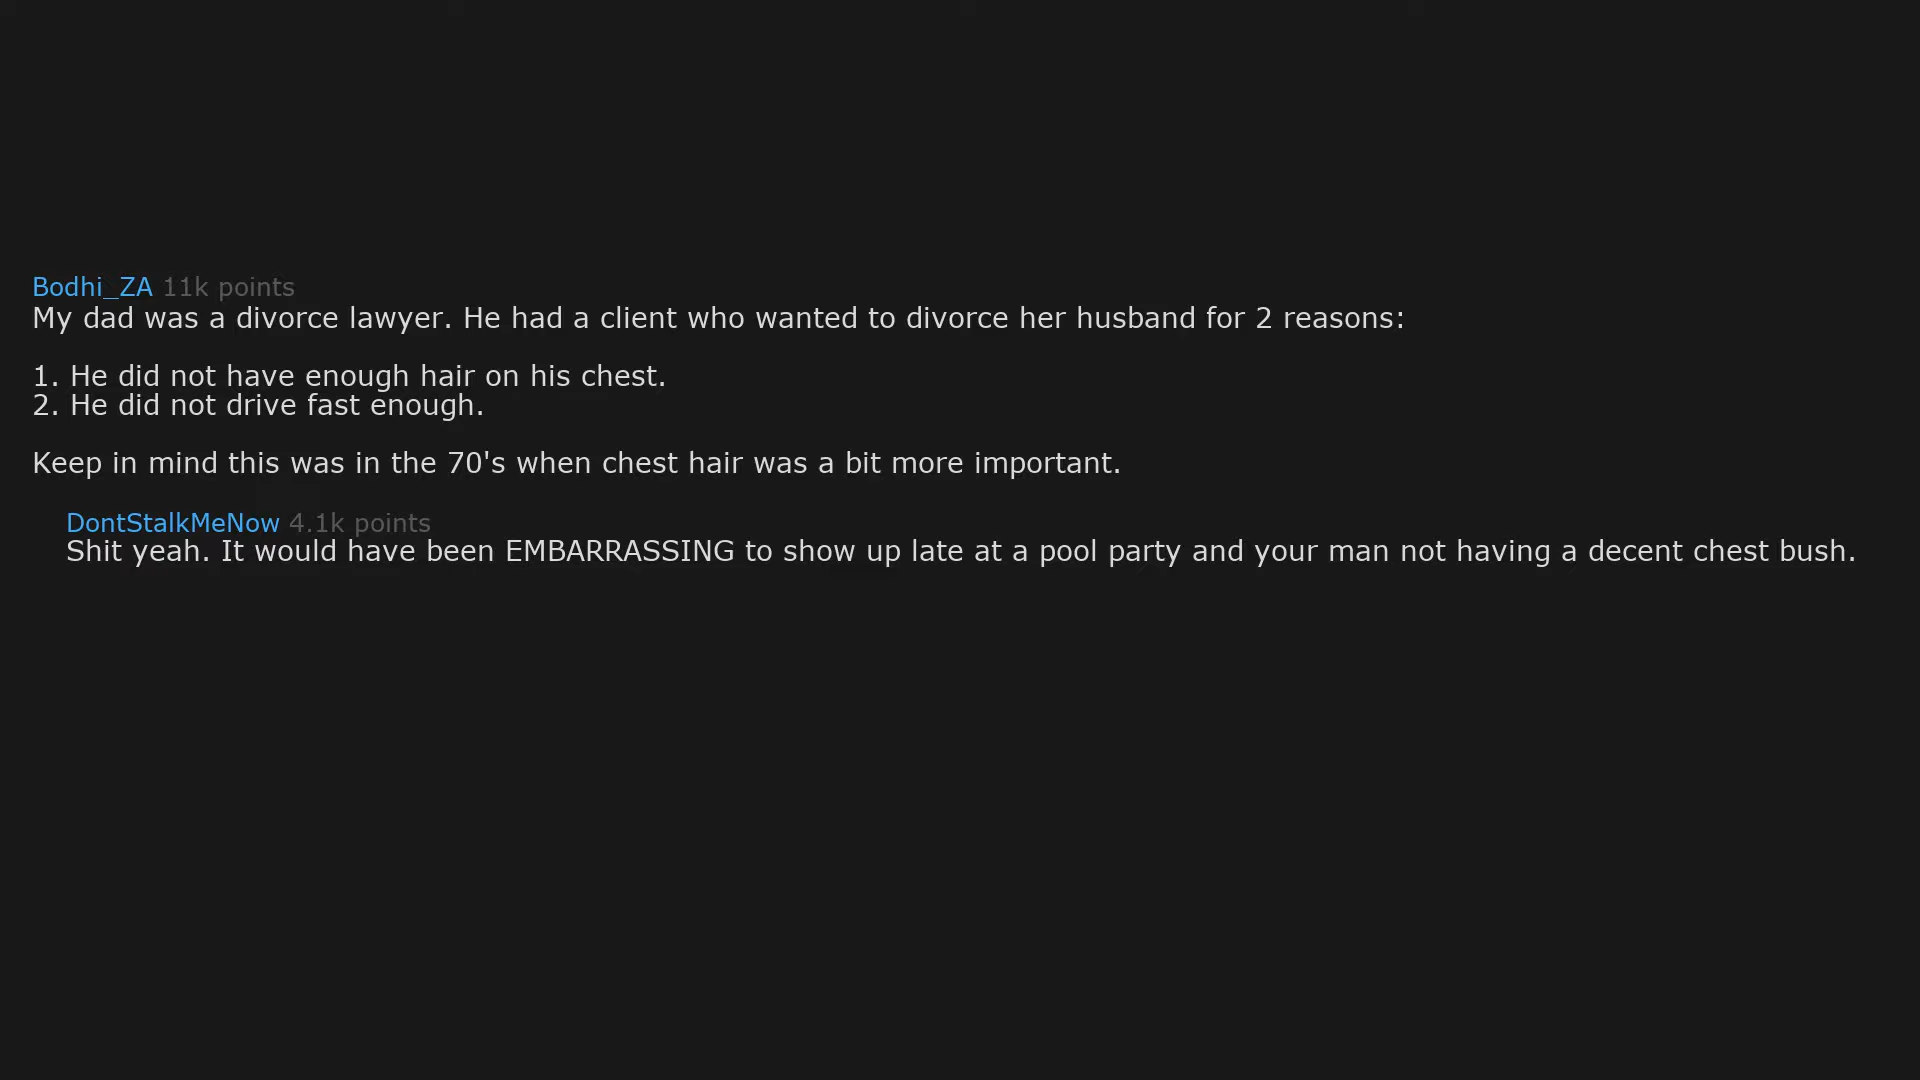 Bodhi_ZA 11k points
My dad was a divorce lawyer. He had a client who wanted to divorce her husband for 2 reasons:
1. He did not have enough hair on his chest.
2. He did not drive fast enough.
Keep in mind this was in the 70's when chest hair was a bit more important.
DontStalkMeNow 4.1k points
Shit yeah. It would have been EMBARRASSING to show up late at a pool party and your man not having a decent chest bush.